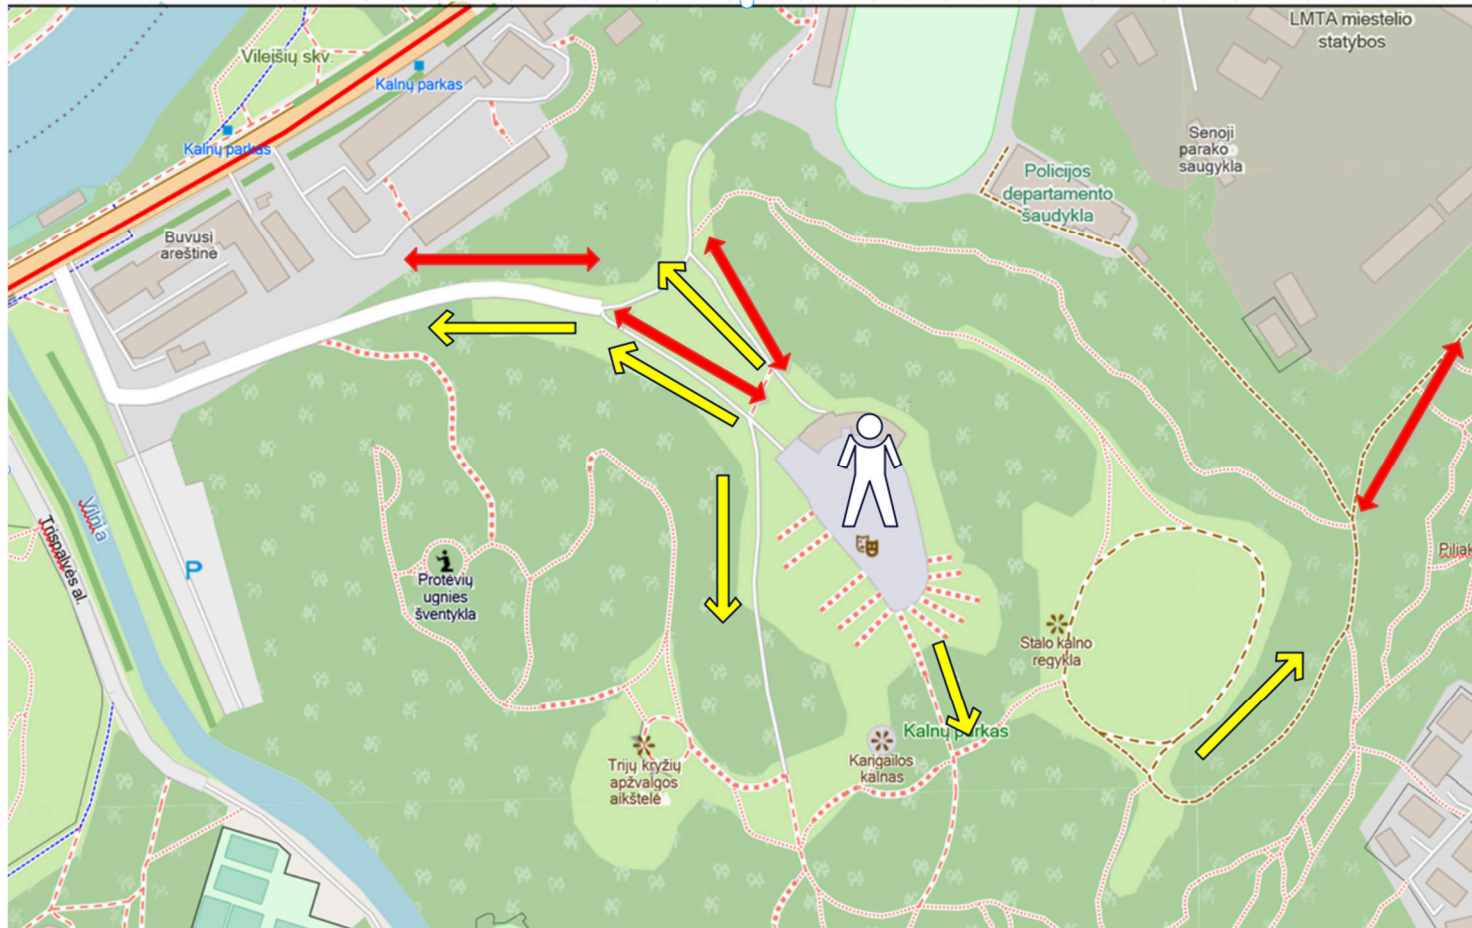 LMTA miestelio
statybos
Vileišių skv.
Kalnų parkas
Kalnų parkas
Senoji
parako
saugykla
Policijos
departamento
šaudykla
Buvusi
areštinė
Vilnia
Trispalvės al.
P
Protėvių
ugnies
šventykla
Piliak
Stalo kalno
regykla
Kalnų parkas
Karigailos
kalnas
Trijų kryžių
apžvalgos
aikštelė